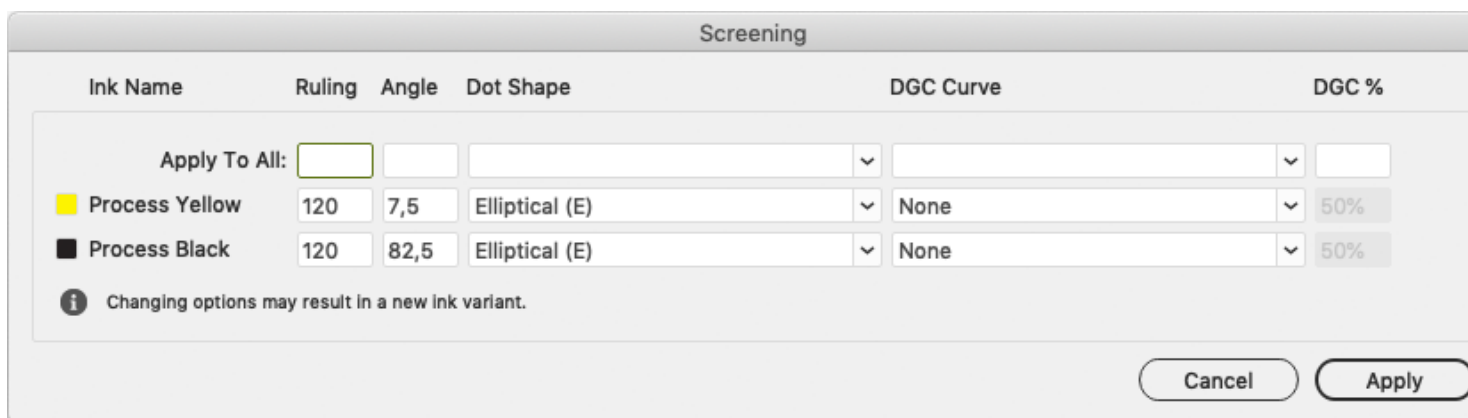 Screening
Ink Name Ruling Angle Dot Shape DGC Curve DGC %
Apply To All:
Process Yellow 120 7,5 Elliptical (E) None 50%
Process Black 120 82,5 Elliptical (E) None 50%
Changing options may result in a new ink variant.
Cancel Apply